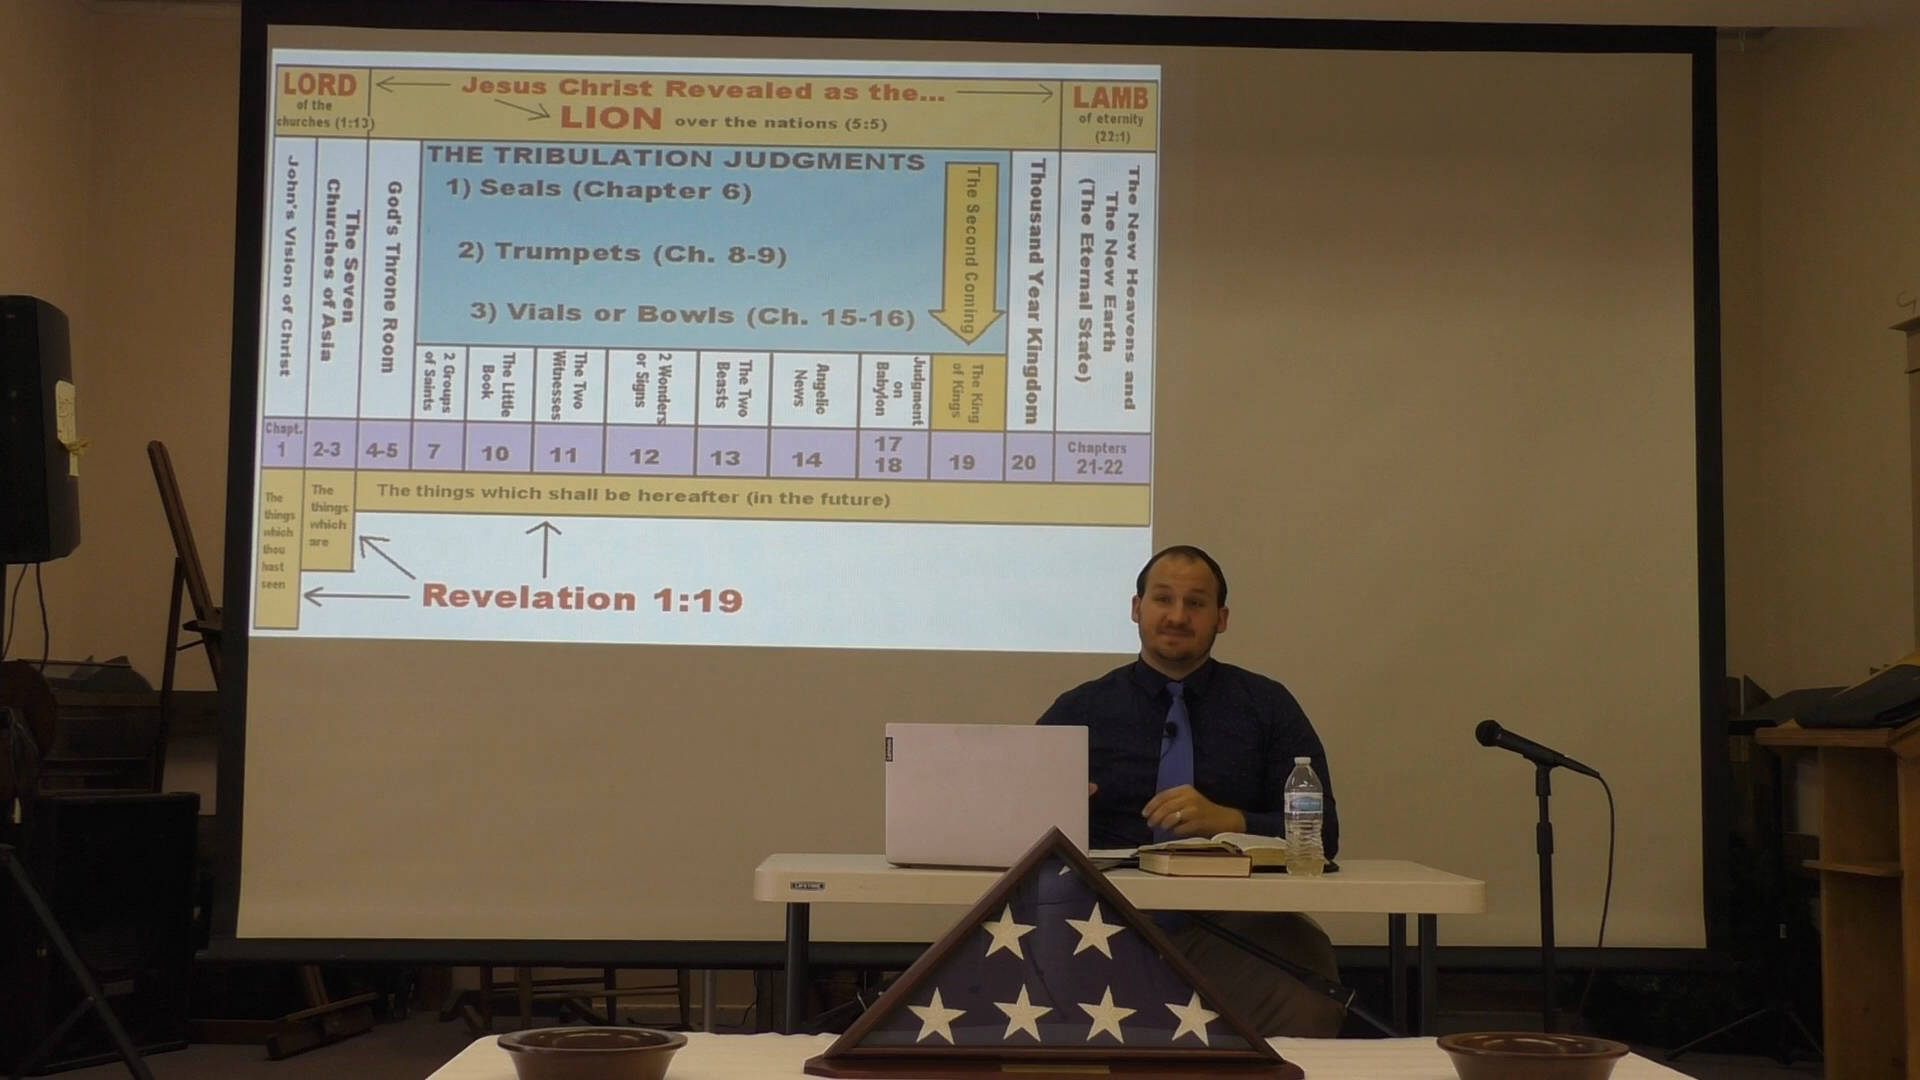 LORD
of the
churches (1:13)
Jesus Christ Revealed as the...
LION over the nations (5:5)
LAMB
of eternity
(22:1)
John's Vision of Christ
The Seven
Churches of Asia
God's Throne Room
THE TRIBULATION JUDGMENTS
1) Seals (Chapter 6)
2) Trumpets (Ch. 8-9)
3) Vials or Bowls (Ch. 15-16)
The Second Coming
Thousand Year Kingdom
The New Heavens and
The New Earth
(The Eternal State)
2 Groups
of Saints
The Little
Book
The Two
Witnesses
2 Wonders
or Signs
The Two
Beasts
Angelic
News
Judgment
on
Babylon
The King
of Kings
Chapt.
1
2-3
4-5
7
10
11
12
13
14
17
18
19
20
Chapters
21-22
The
things
which
thou
hast
seen
The
things
which
are
The things which shall be hereafter (in the future)
Revelation 1:19
Lenovo
LIFETIME